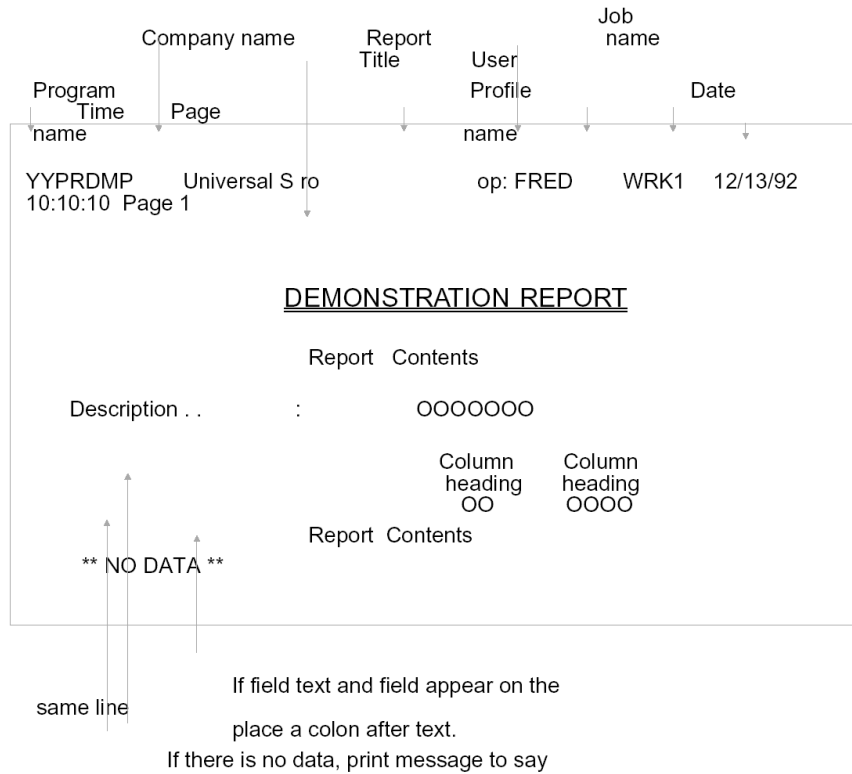 Job
Company name Report name
Title User
Program Profile Date
Time Page
name name
YYPRDMP Universal S ro op: FRED WRK1 12/13/92
10:10:10 Page 1
DEMONSTRATION REPORT
Report Contents
Description . . : OOOOOOO
Column Column
heading heading
OO OOOO
Report Contents
** NO DATA **
If field text and field appear on the
same line
place a colon after text.
If there is no data, print message to say